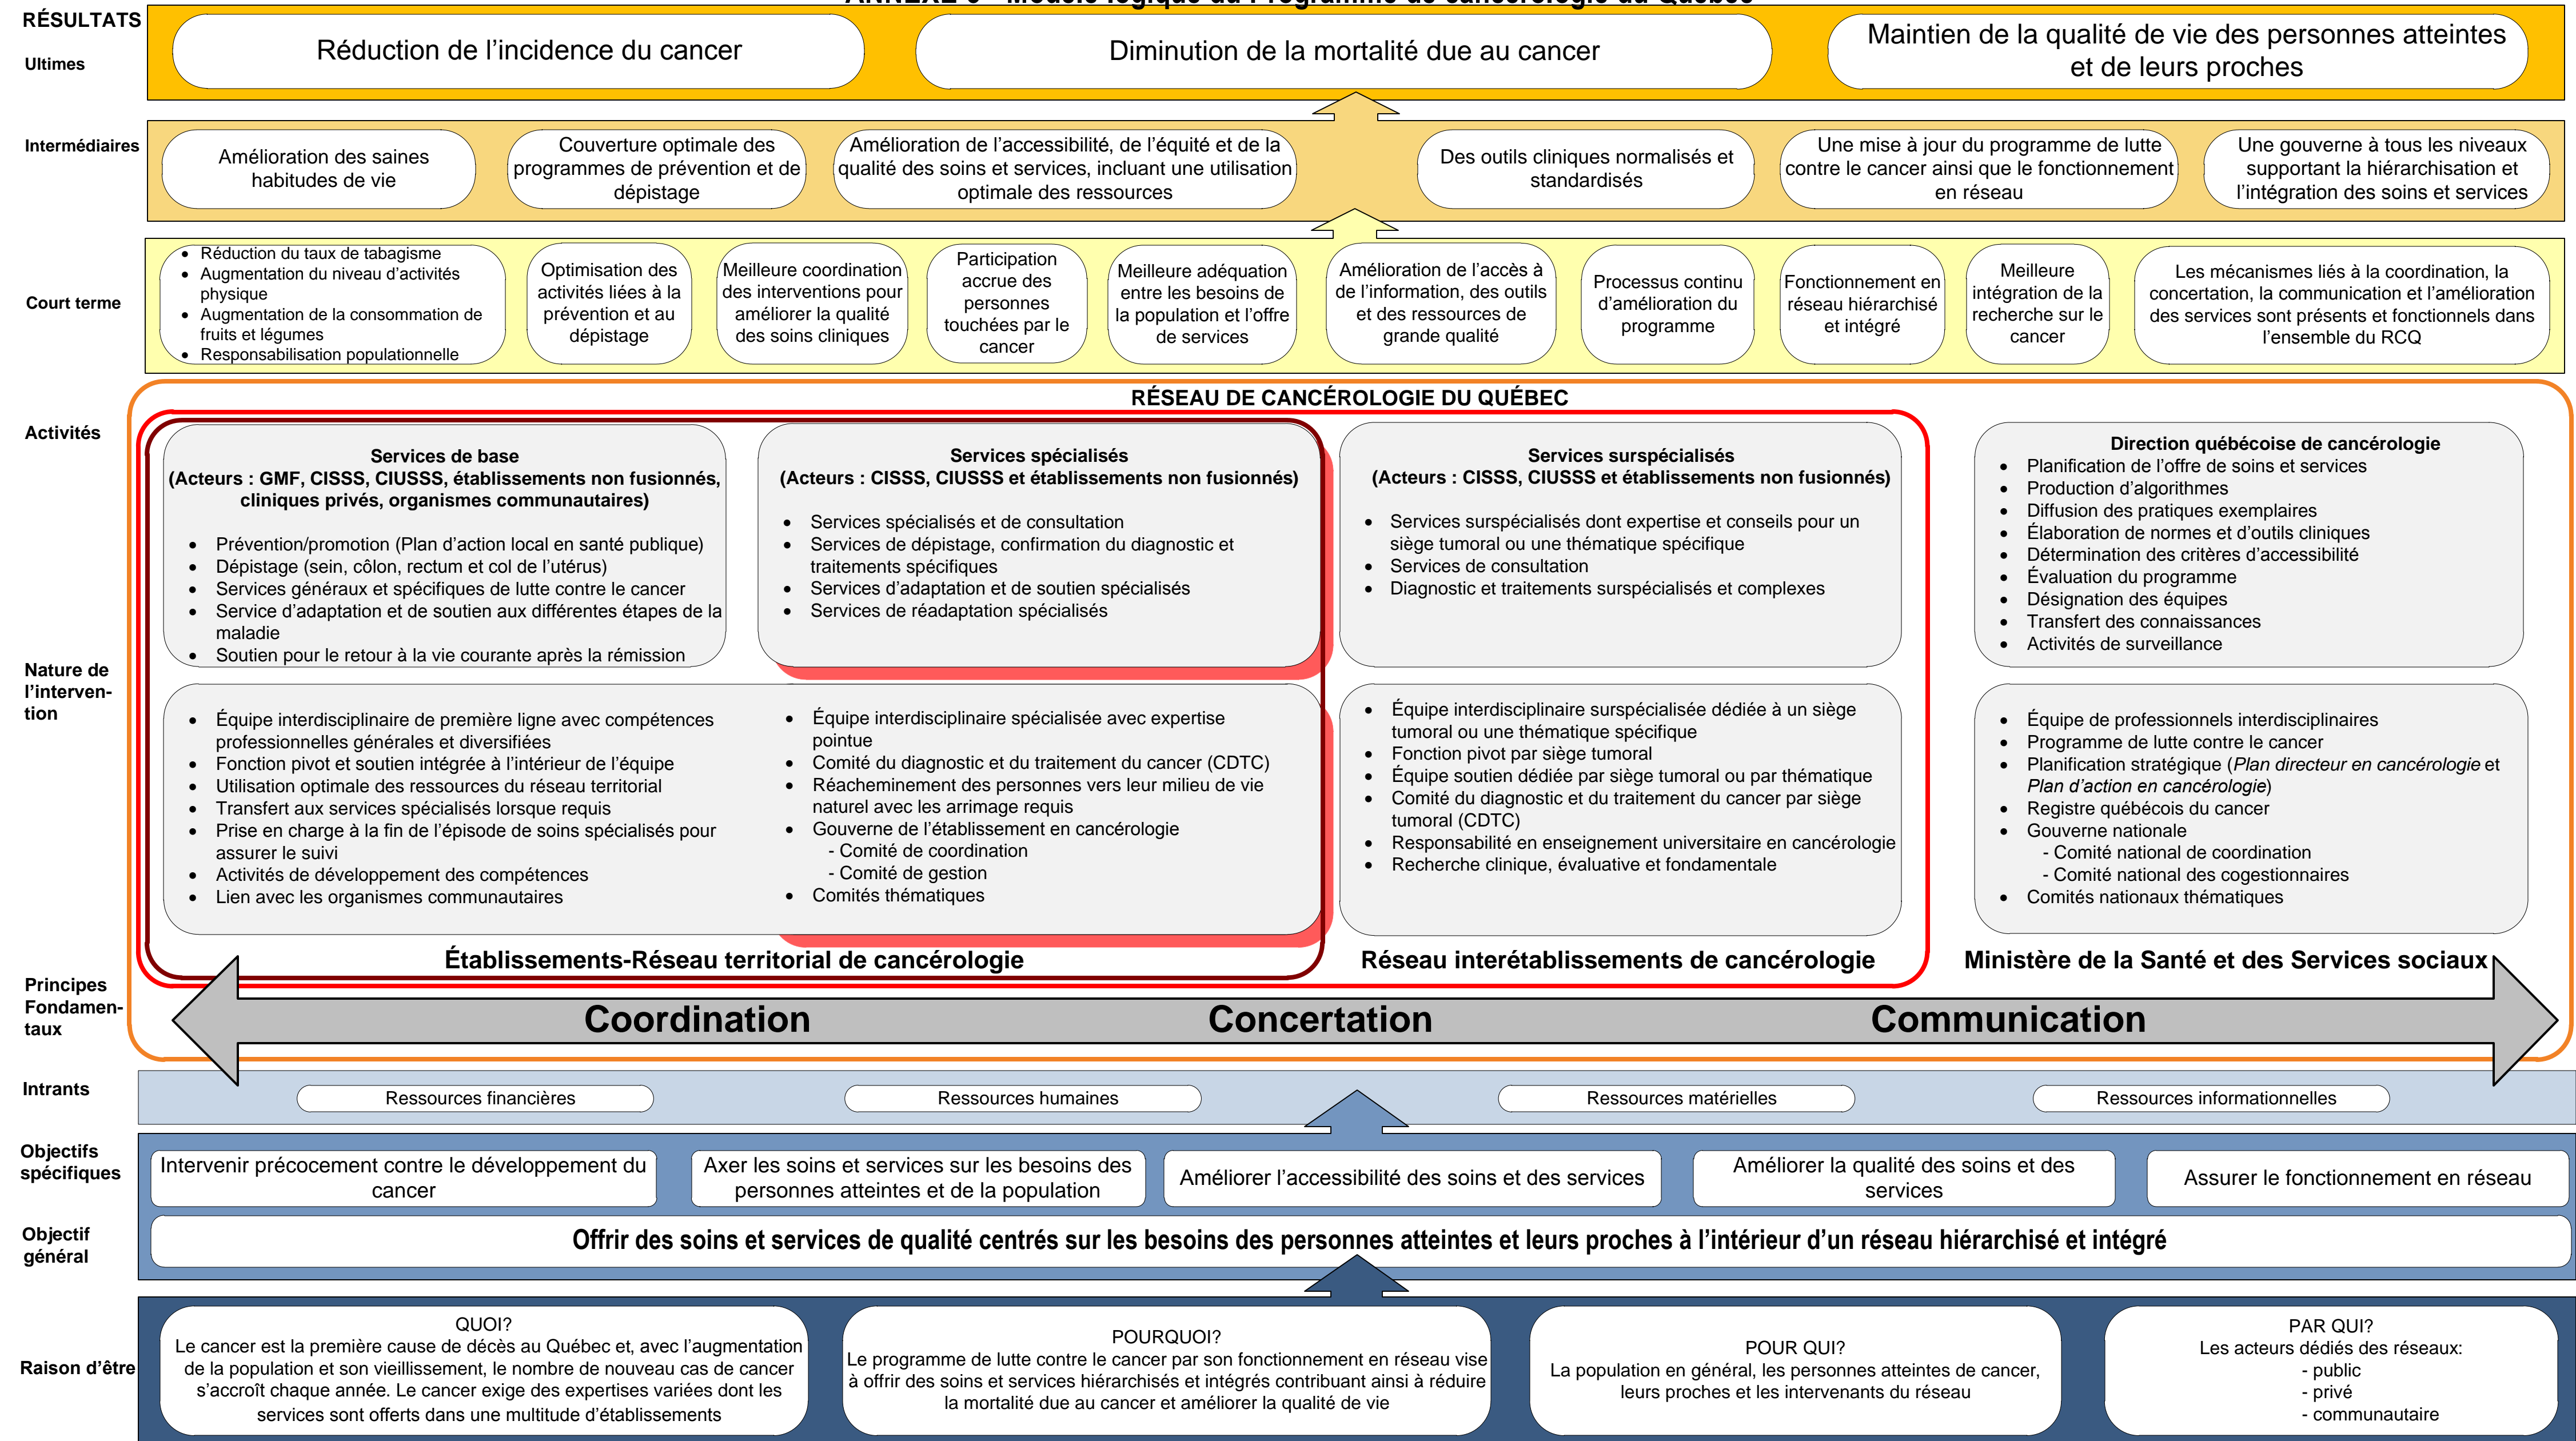 ANNEXE 3 - Modèle logique du Programme de cancérologie du Québec
RÉSULTATS
Ultimes
Réduction de l’incidence du cancer
Diminution de la mortalité due au cancer
Maintien de la qualité de vie des personnes atteintes
et de leurs proches
Intermédiaires
Amélioration des saines
habitudes de vie
Couverture optimale des
programmes de prévention et de
dépistage
Amélioration de l’accessibilité, de l’équité et de la
qualité des soins et services, incluant une utilisation
optimale des ressources
Des outils cliniques normalisés et
standardisés
Une mise à jour du programme de lutte
contre le cancer ainsi que le fonctionnement
en réseau
Une gouverne à tous les niveaux
supportant la hiérarchisation et
l’intégration des soins et services
Court terme
• Réduction du taux de tabagisme
• Augmentation du niveau d’activités
physique
• Augmentation de la consommation de
fruits et légumes
• Responsabilisation populationnelle
Optimisation des
activités liées à la
prévention et au
dépistage
Meilleure coordination
des interventions pour
améliorer la qualité
des soins cliniques
Participation
accrue des
personnes
touchées par le
cancer
Meilleure adéquation
entre les besoins de
la population et l’offre
de services
Amélioration de l’accès à
de l’information, des outils
et des ressources de
grande qualité
Processus continu
d’amélioration du
programme
Fonctionnement en
réseau hiérarchisé
et intégré
Meilleure
intégration de la
recherche sur le
cancer
Les mécanismes liés à la coordination, la
concertation, la communication et l’amélioration
des services sont présents et fonctionnels dans
l’ensemble du RCQ
RÉSEAU DE CANCÉROLOGIE DU QUÉBEC
Activités
Services de base
(Acteurs : GMF, CISSS, CIUSSS, établissements non fusionnés,
cliniques privés, organismes communautaires)
• Prévention/promotion (Plan d’action local en santé publique)
• Dépistage (sein, côlon, rectum et col de l’utérus)
• Services généraux et spécifiques de lutte contre le cancer
• Service d’adaptation et de soutien aux différentes étapes de la
maladie
• Soutien pour le retour à la vie courante après la rémission
Services spécialisés
(Acteurs : CISSS, CIUSSS et établissements non fusionnés)
• Services spécialisés et de consultation
• Services de dépistage, confirmation du diagnostic et
traitements spécifiques
• Services d’adaptation et de soutien spécialisés
• Services de réadaptation spécialisés
Services surspécialisés
(Acteurs : CISSS, CIUSSS et établissements non fusionnés)
• Services surspécialisés dont expertise et conseils pour un
siège tumoral ou une thématique spécifique
• Services de consultation
• Diagnostic et traitements surspécialisés et complexes
Direction québécoise de cancérologie
• Planification de l’offre de soins et services
• Production d’algorithmes
• Diffusion des pratiques exemplaires
• Élaboration de normes et d’outils cliniques
• Détermination des critères d’accessibilité
• Évaluation du programme
• Désignation des équipes
• Transfert des connaissances
• Activités de surveillance
Nature de
l’interven-
tion
• Équipe interdisciplinaire de première ligne avec compétences
professionnelles générales et diversifiées
• Fonction pivot et soutien intégrée à l’intérieur de l’équipe
• Utilisation optimale des ressources du réseau territorial
• Transfert aux services spécialisés lorsque requis
• Prise en charge à la fin de l’épisode de soins spécialisés pour
assurer le suivi
• Activités de développement des compétences
• Lien avec les organismes communautaires
• Équipe interdisciplinaire spécialisée avec expertise
pointue
• Comité du diagnostic et du traitement du cancer (CDTC)
• Réacheminement des personnes vers leur milieu de vie
naturel avec les arrimage requis
• Gouverne de l’établissement en cancérologie
- Comité de coordination
- Comité de gestion
• Comités thématiques
• Équipe interdisciplinaire surspécialisée dédiée à un siège
tumoral ou une thématique spécifique
• Fonction pivot par siège tumoral
• Équipe soutien dédiée par siège tumoral ou par thématique
• Comité du diagnostic et du traitement du cancer par siège
tumoral (CDTC)
• Responsabilité en enseignement universitaire en cancérologie
• Recherche clinique, évaluative et fondamentale
• Équipe de professionnels interdisciplinaires
• Programme de lutte contre le cancer
• Planification stratégique (Plan directeur en cancérologie et
Plan d’action en cancérologie)
• Registre québécois du cancer
• Gouverne nationale
- Comité national de coordination
- Comité national des cogestionnaires
• Comités nationaux thématiques
Établissements-Réseau territorial de cancérologie
Réseau interétablissements de cancérologie
Ministère de la Santé et des Services sociaux
Principes
Fondamen-
taux
Coordination
Concertation
Communication
Intrants
Ressources financières
Ressources humaines
Ressources matérielles
Ressources informationnelles
Objectifs
spécifiques
Intervenir précocement contre le développement du
cancer
Axer les soins et services sur les besoins des
personnes atteintes et de la population
Améliorer l’accessibilité des soins et des services
Améliorer la qualité des soins et des
services
Assurer le fonctionnement en réseau
Objectif
général
Offrir des soins et services de qualité centrés sur les besoins des personnes atteintes et leurs proches à l’intérieur d’un réseau hiérarchisé et intégré
Raison d’être
QUOI?
Le cancer est la première cause de décès au Québec et, avec l’augmentation
de la population et son vieillissement, le nombre de nouveau cas de cancer
s’accroît chaque année. Le cancer exige des expertises variées dont les
services sont offerts dans une multitude d’établissements
POURQUOI?
Le programme de lutte contre le cancer par son fonctionnement en réseau vise
à offrir des soins et services hiérarchisés et intégrés contribuant ainsi à réduire
la mortalité due au cancer et améliorer la qualité de vie
POUR QUI?
La population en général, les personnes atteintes de cancer,
leurs proches et les intervenants du réseau
PAR QUI?
Les acteurs dédiés des réseaux:
- public
- privé
- communautaire